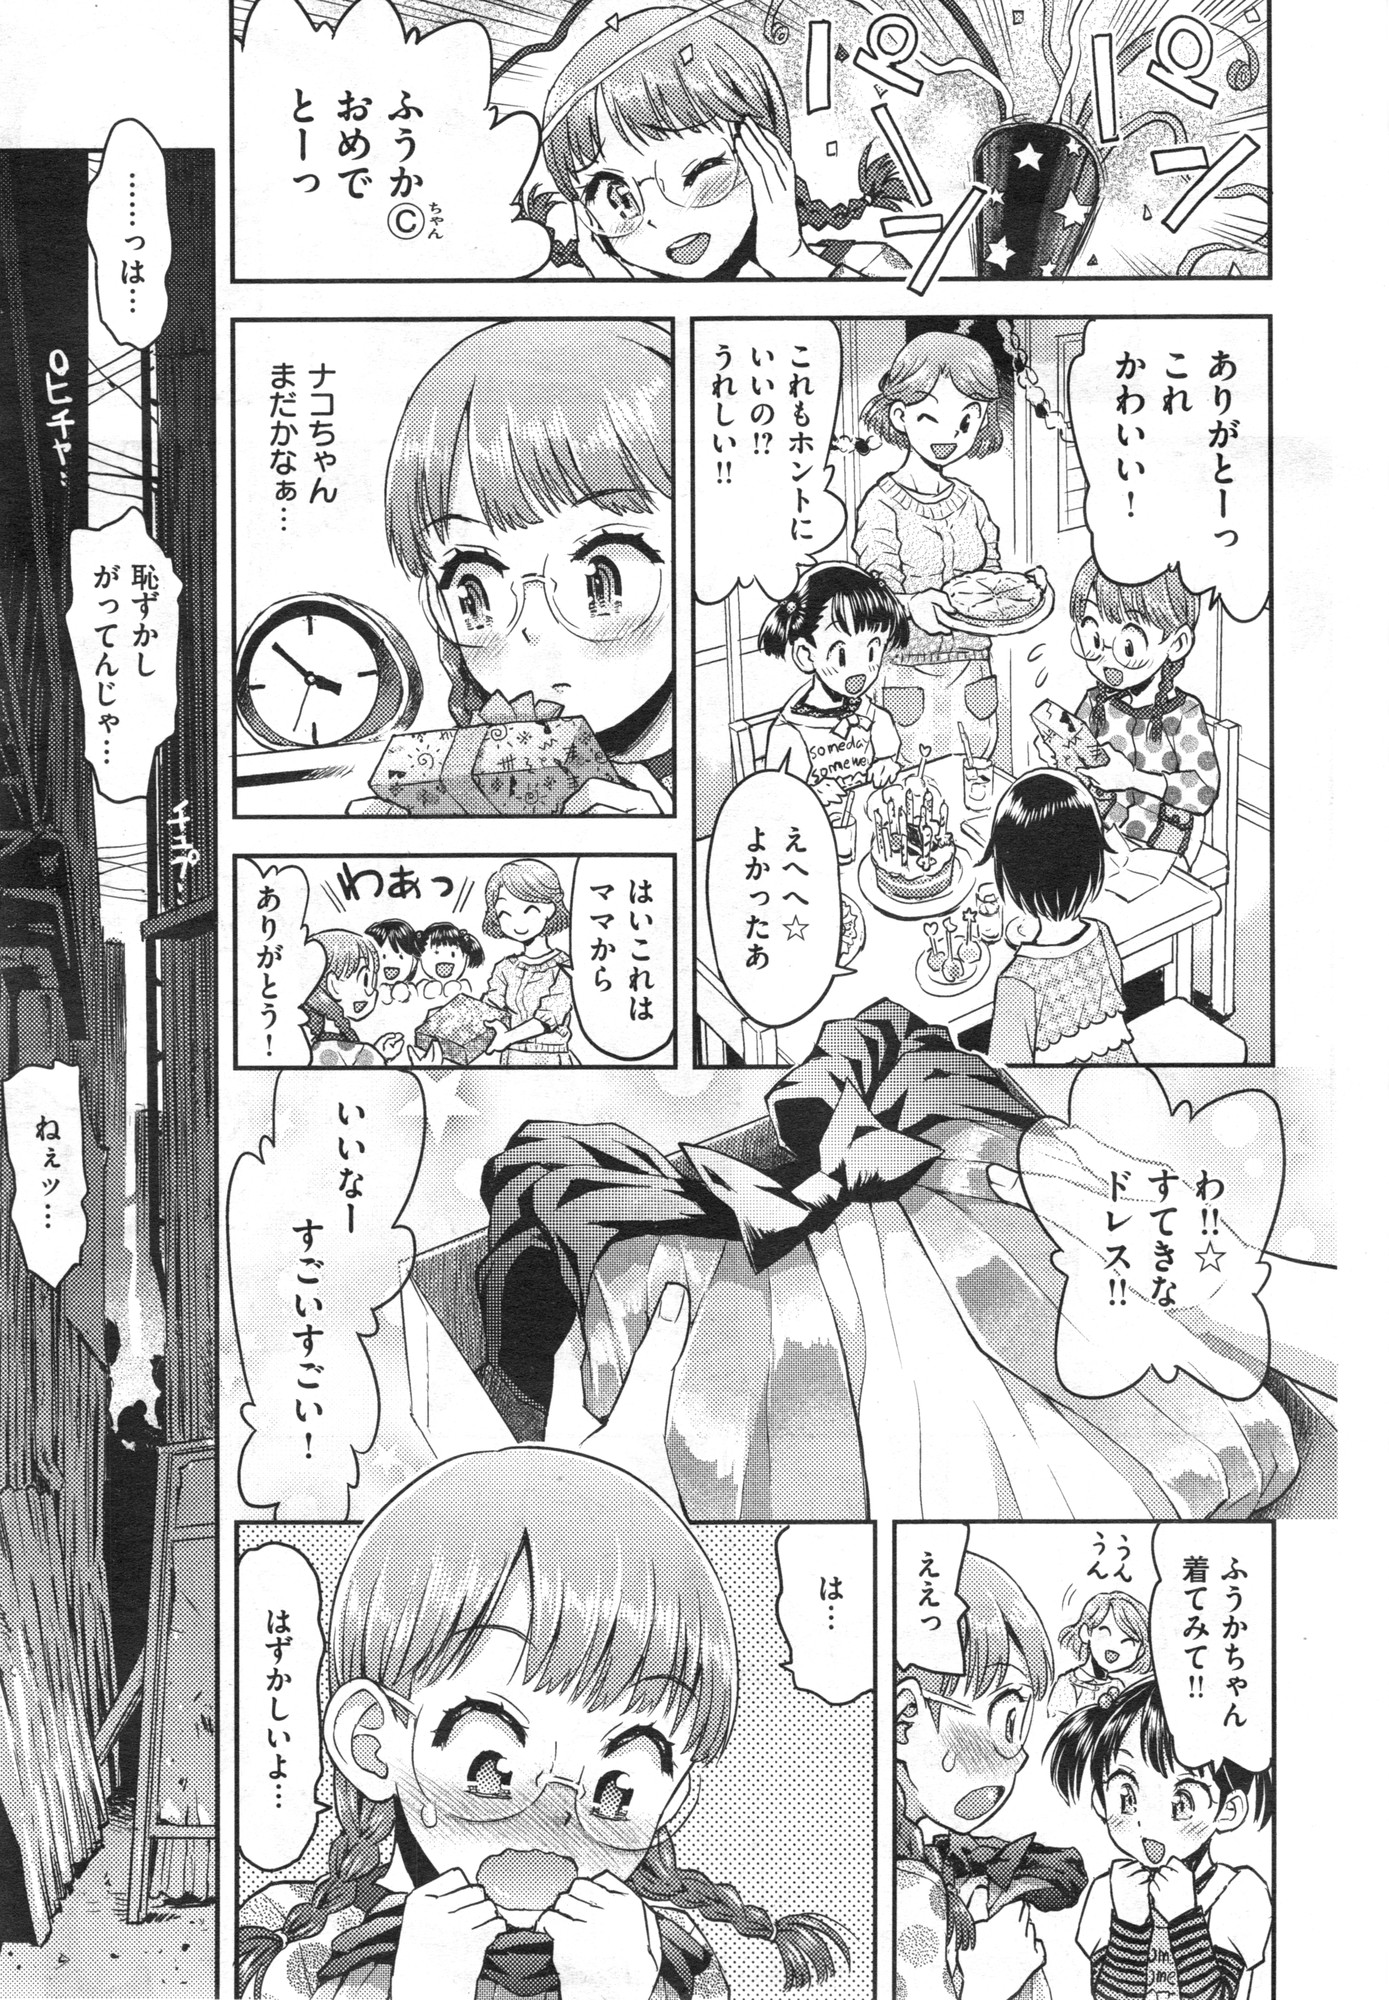 パン
パーン
ふうか©ちゃん
おめで
とーっ
ありがとーっ
これ
かわいい！
これもホントに
いいの!?
うれしい!!
someday
えへへ☆
よかったあ
ナコちゃん
まだかなぁ…
はいこれは
ママから
わあっ
ありがとう！
わ!!☆
すてきな
ドレス!!
いいなー
すごいすごい！
ふうかちゃん
着てみて!!
うん
うん
ええっ
は…
はずかしいよ…
……っは…
恥ずかし
がってんじゃ…
チュプ…
ねぇッ…